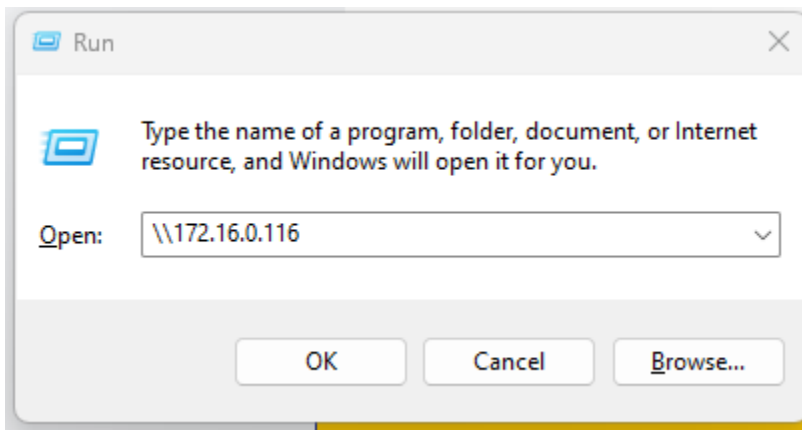 Run
Type the name of a program, folder, document, or Internet
resource, and Windows will open it for you.
Open: \\172.16.0.116
OK Cancel Browse...